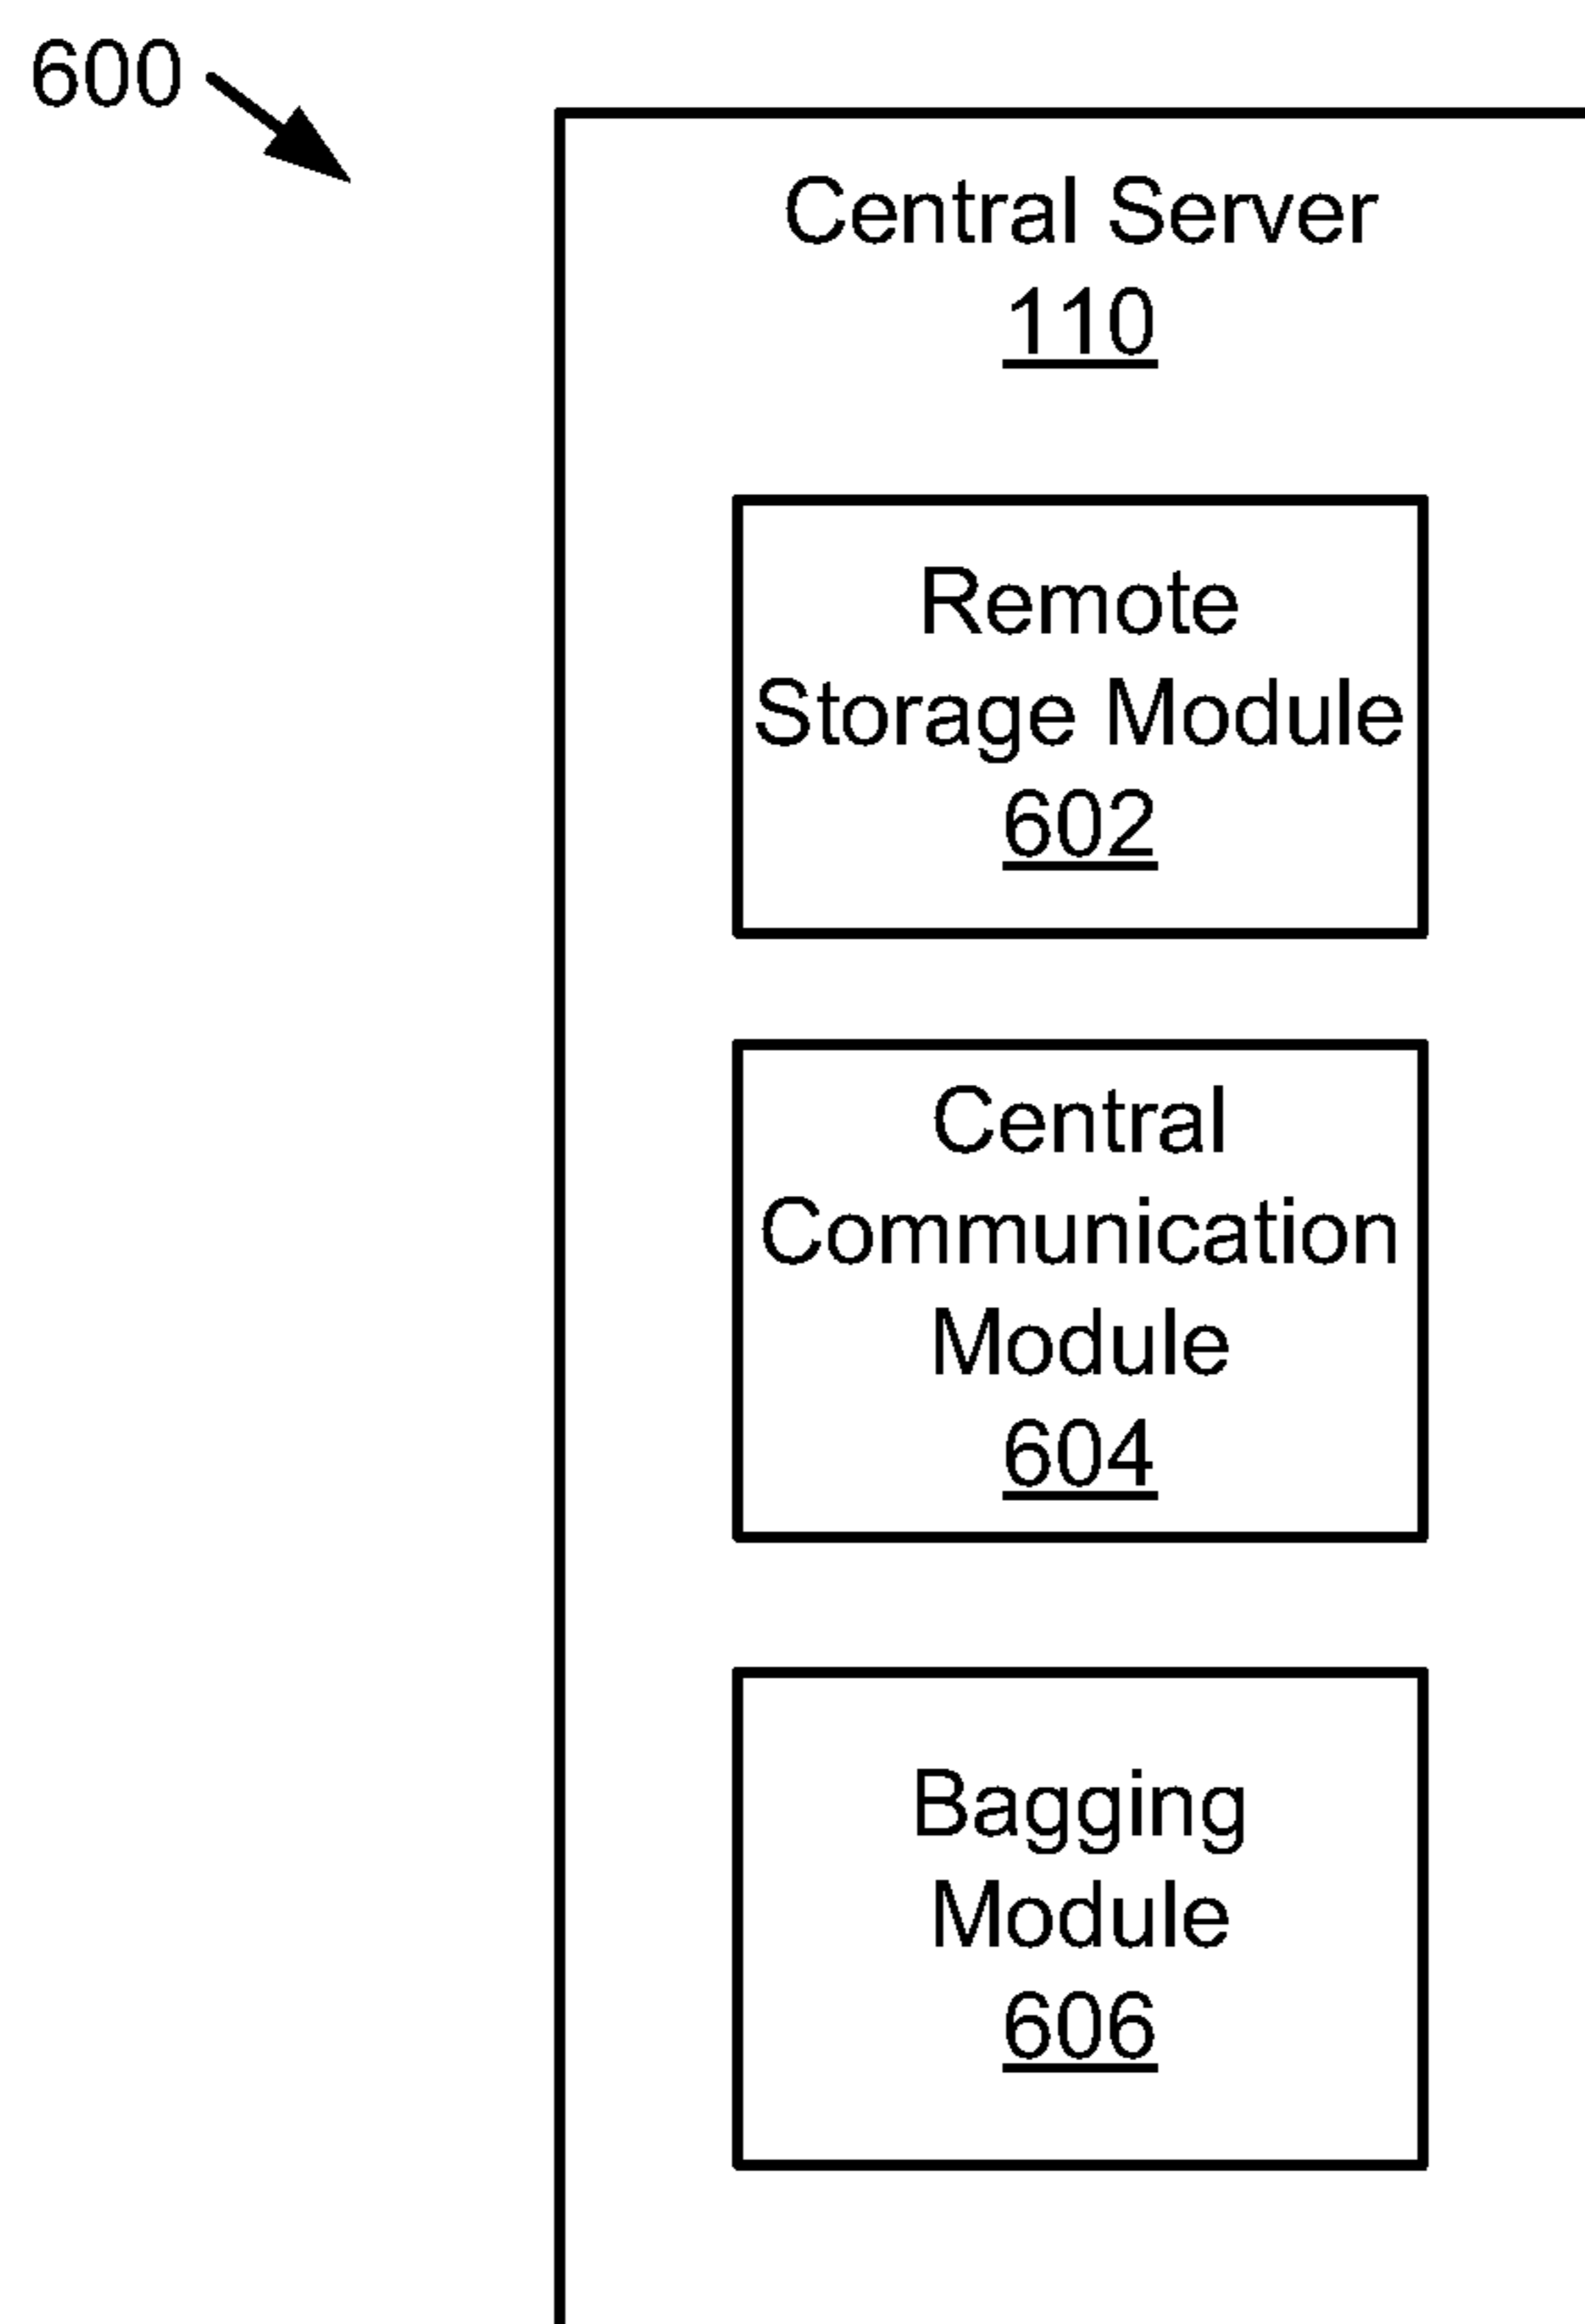 600
Central Server
110
Remote
Storage Module
602
Central
Communication
Module
604
Bagging
Module
606